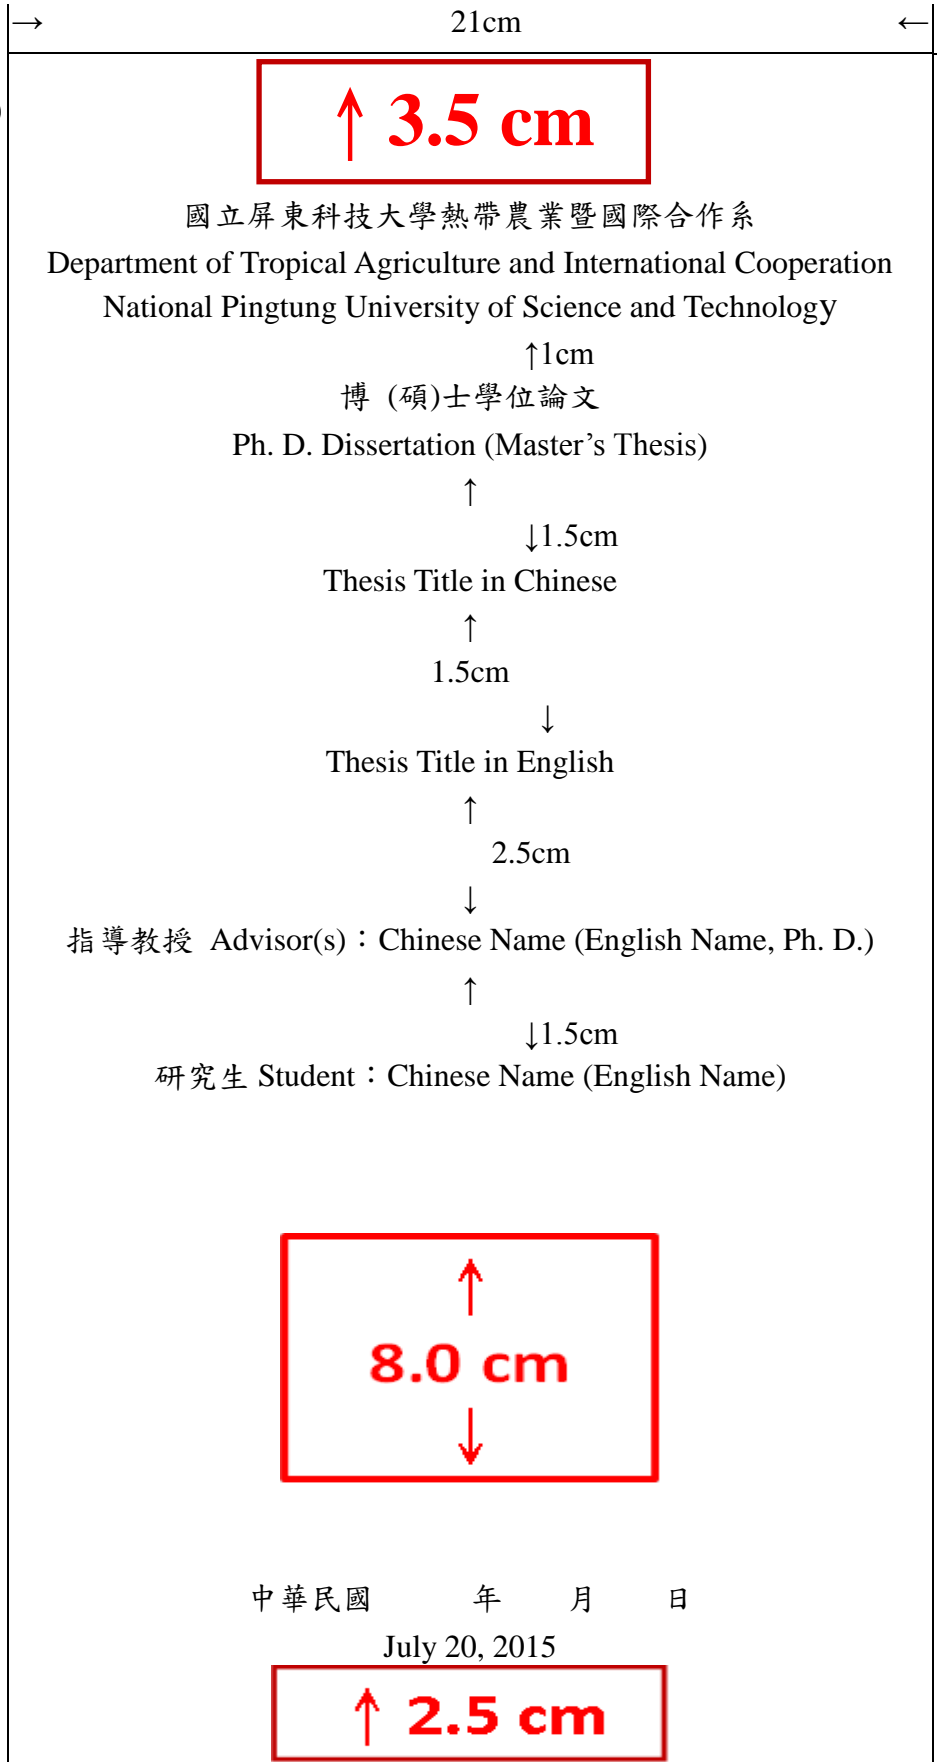 → 21cm ←
↑ 3.5 cm
國立屏東科技大學熱帶農業暨國際合作系
Department of Tropical Agriculture and International Cooperation
National Pingtung University of Science and Technology
↑1cm
博 (碩)士學位論文
Ph. D. Dissertation (Master’s Thesis)
↑
↓1.5cm
Thesis Title in Chinese
↑
1.5cm
↓
Thesis Title in English
↑
2.5cm
↓
指導教授 Advisor(s)：Chinese Name (English Name, Ph. D.)
↑
↓1.5cm
研究生 Student：Chinese Name (English Name)
↑
8.0 cm
↓
中華民國 年 月 日
July 20, 2015
↑ 2.5 cm